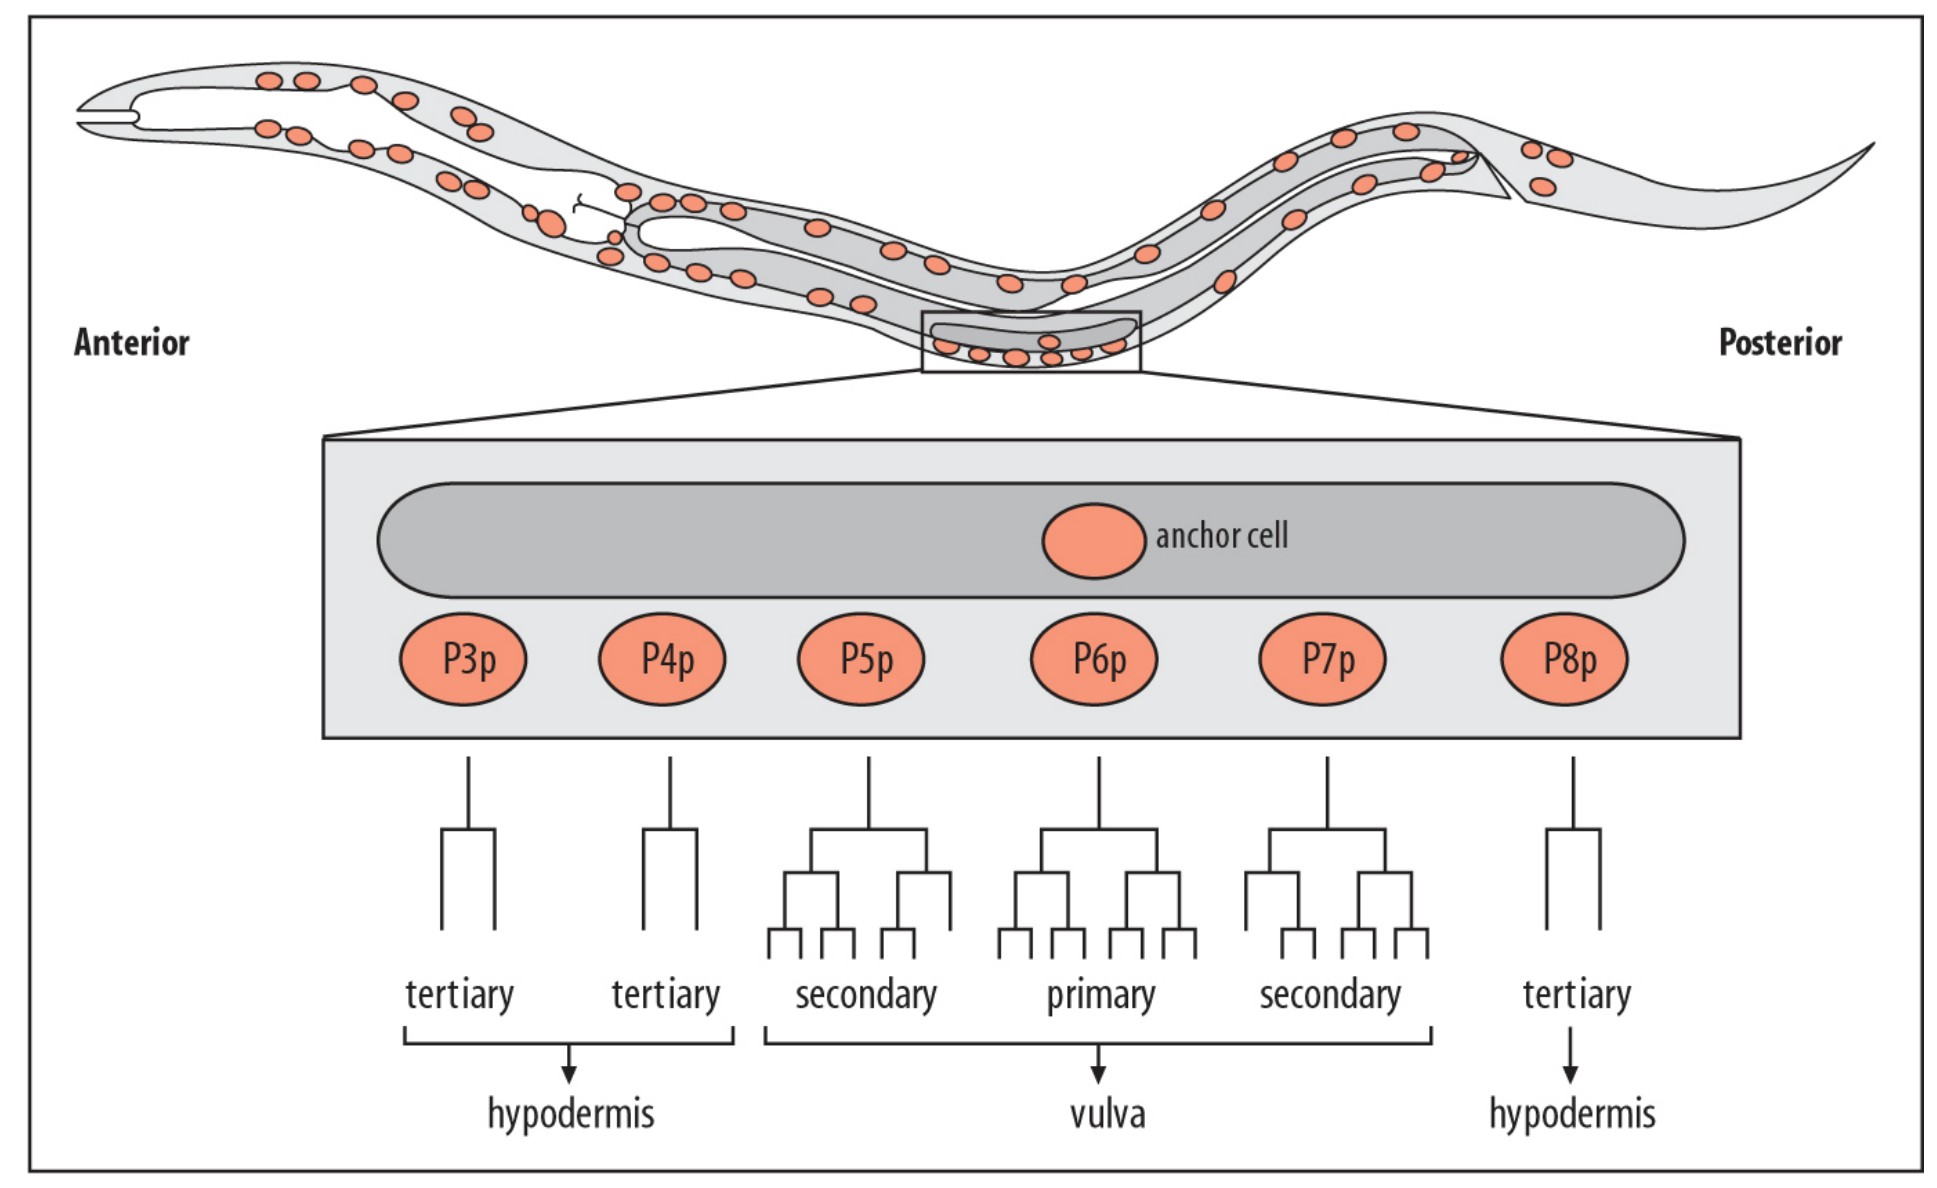 Anterior
Posterior
anchor cell
P3p P4p P5p P6p P7p P8p
tertiary tertiary secondary primary secondary tertiary
hypodermis vulva hypodermis